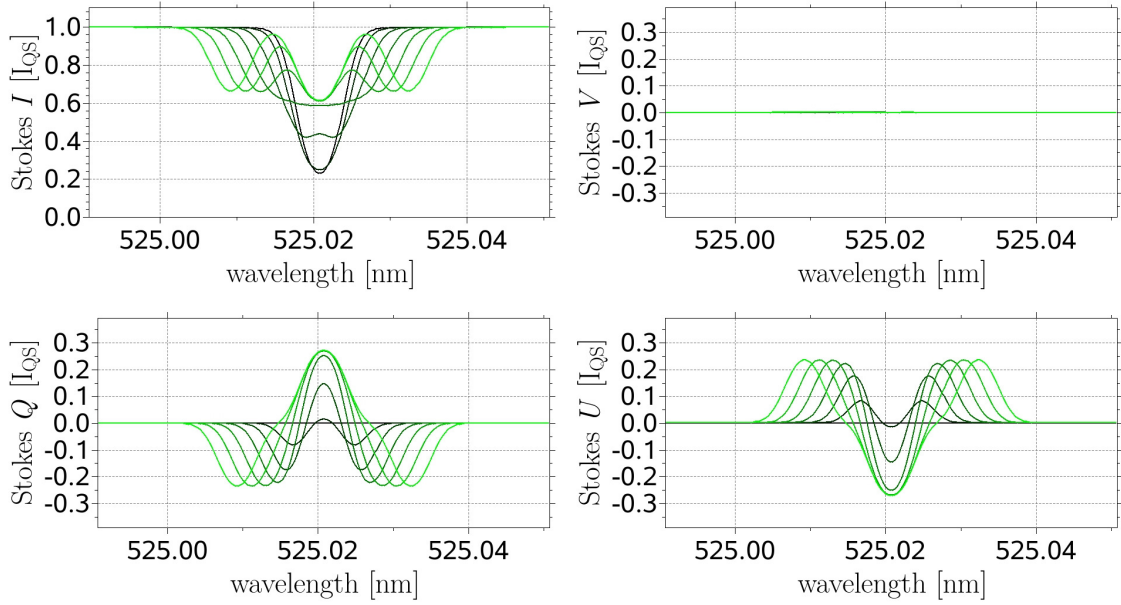 1.0
0.8
0.6
0.4
0.2
0.0
Stokes I [I_QS]
525.00 525.02 525.04
wavelength [nm]
0.3
0.2
0.1
0.0
-0.1
-0.2
-0.3
Stokes V [I_QS]
525.00 525.02 525.04
wavelength [nm]
0.3
0.2
0.1
0.0
-0.1
-0.2
-0.3
Stokes Q [I_QS]
525.00 525.02 525.04
wavelength [nm]
0.3
0.2
0.1
0.0
-0.1
-0.2
-0.3
Stokes U [I_QS]
525.00 525.02 525.04
wavelength [nm]